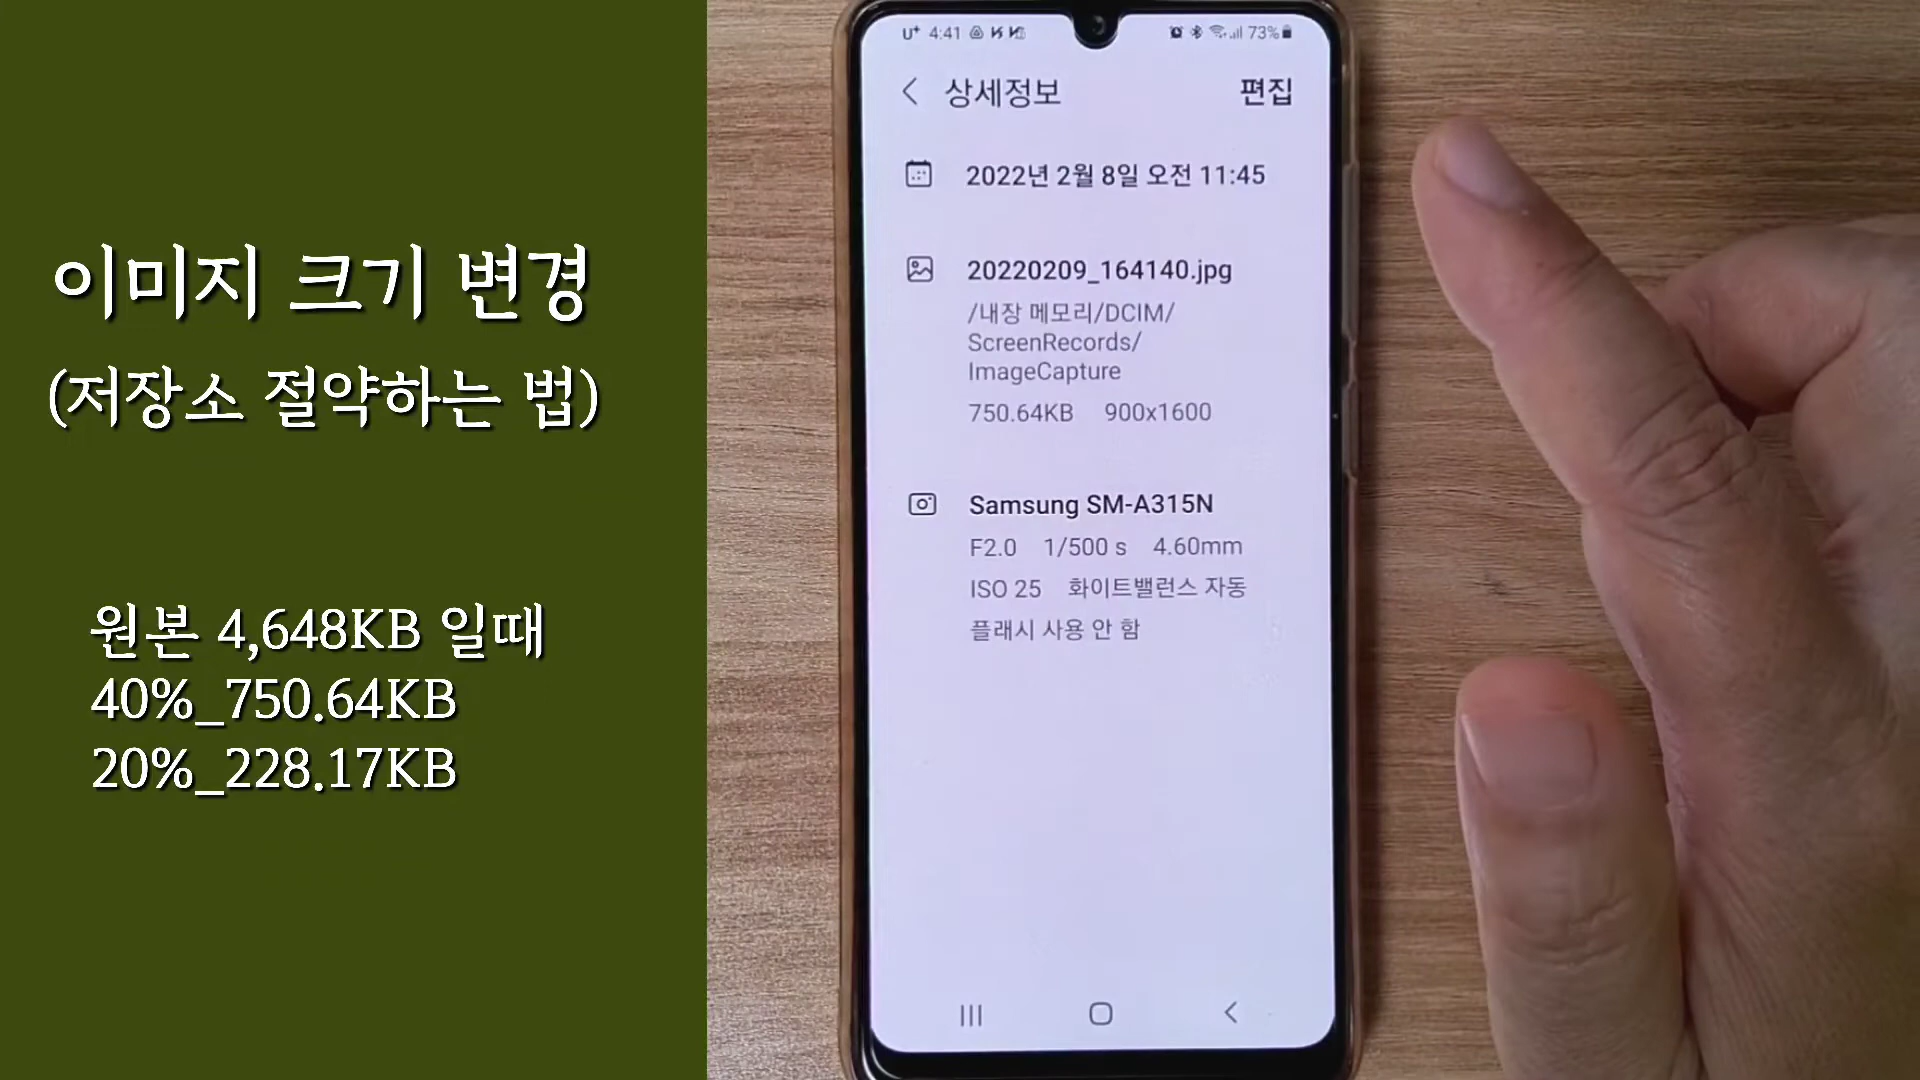 이미지 크기 변경
(저장소 절약하는 법)
원본 4,648KB 일때
40%_750.64KB
20%_228.17KB
U+ 4:41
73%
상세정보
편집
2022년 2월 8일 오전 11:45
20220209_164140.jpg
/내장 메모리/DCIM/
ScreenRecords/
ImageCapture
750.64KB 900x1600
Samsung SM-A315N
F2.0 1/500 s 4.60mm
ISO 25 화이트밸런스 자동
플래시 사용 안 함